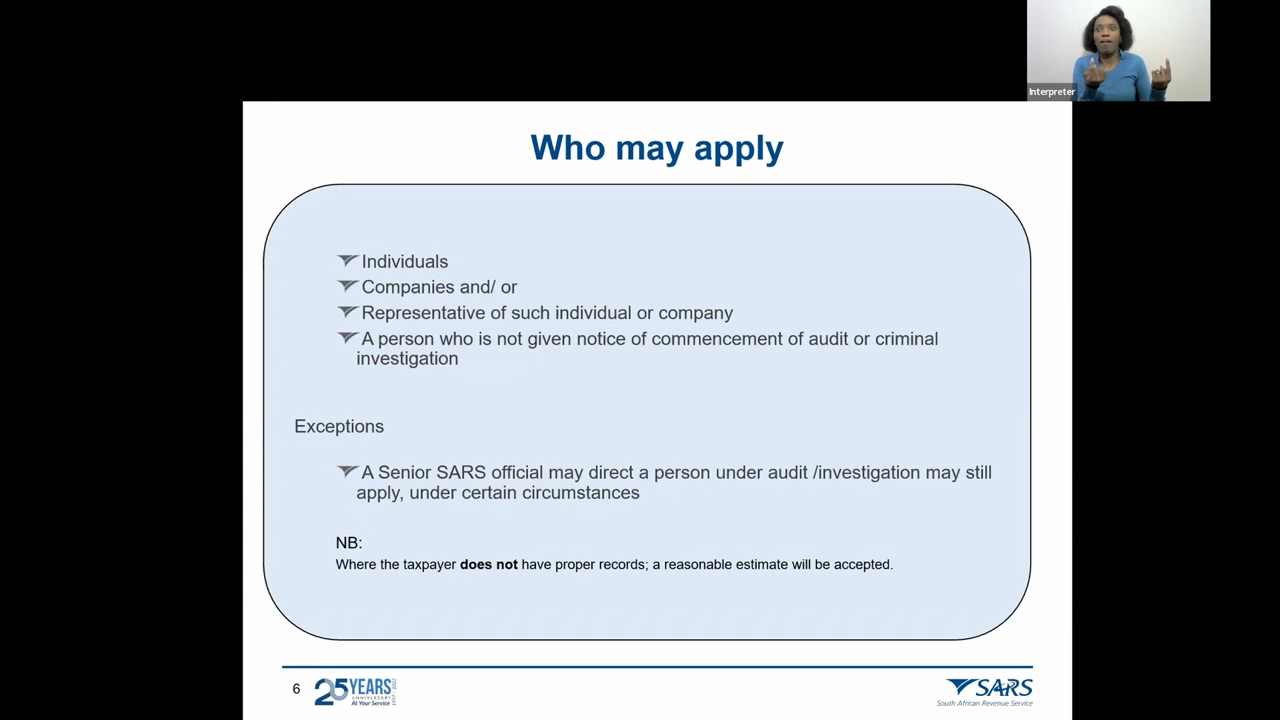 Interpreter
Who may apply
Individuals
Companies and/ or
Representative of such individual or company
A person who is not given notice of commencement of audit or criminal
investigation
Exceptions
A Senior SARS official may direct a person under audit /investigation may still
apply, under certain circumstances
NB:
Where the taxpayer does not have proper records; a reasonable estimate will be accepted.
6
25 YEARS
ANNIVERSARY
At Your Service
1997 - 2022
SARS
South African Revenue Service